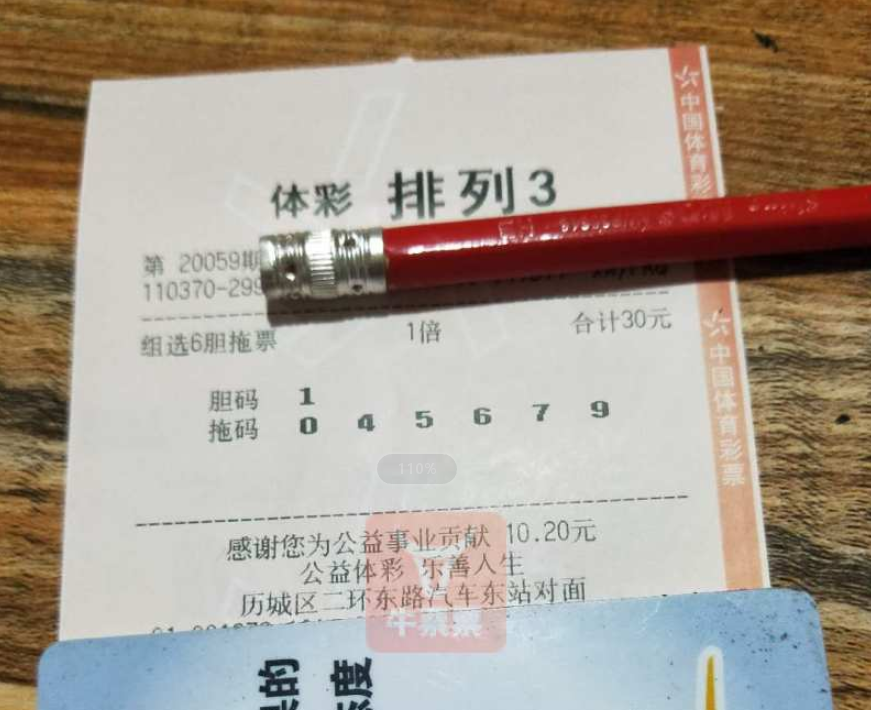 体彩 排列3
第 20059期
110370-299
组选6胆拖票 1倍 合计30元
胆码 1
拖码 0 4 5 6 7 9
110%
感谢您为公益事业贡献 10.20元
公益体彩 乐善人生
历城区二环东路汽车东站对面
牛票票
中国体育彩
中国体育彩票